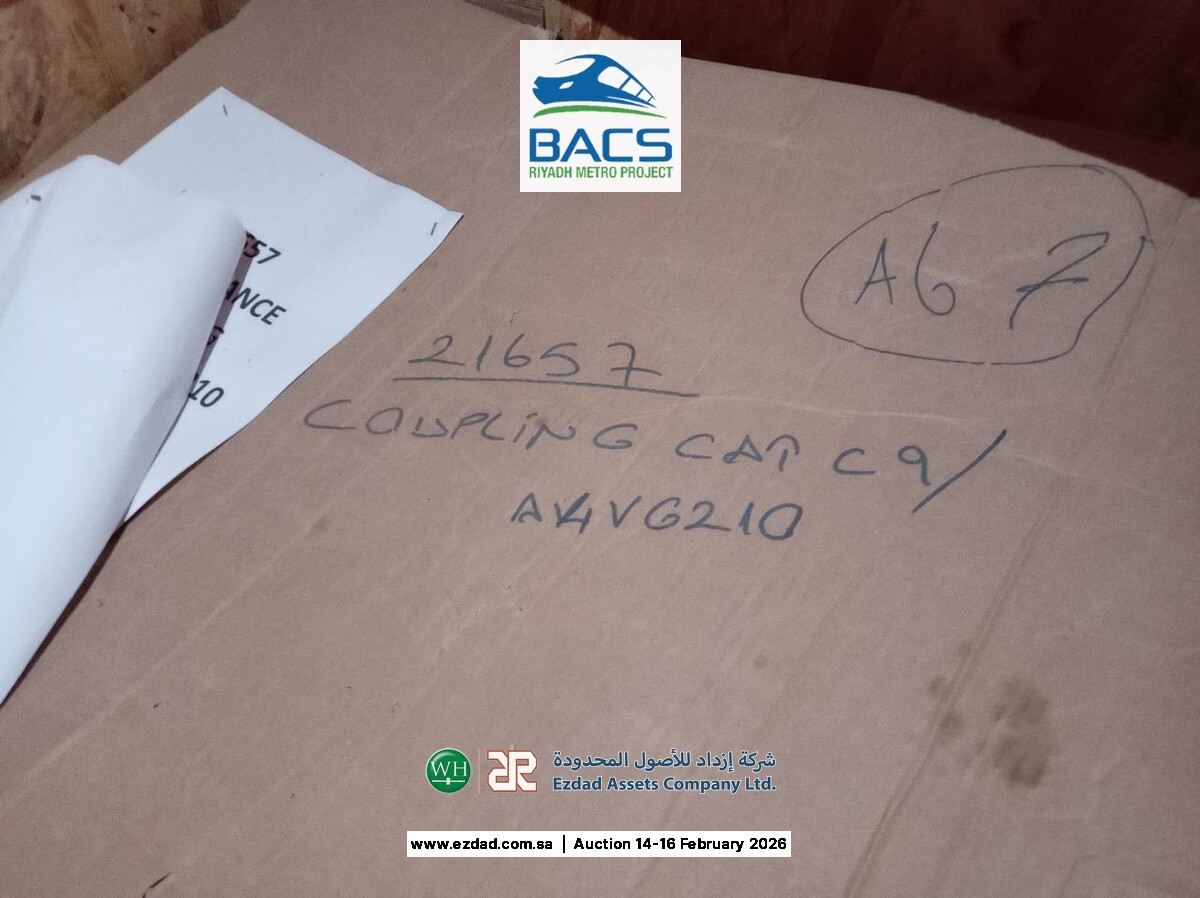 BACS
RIYADH METRO PROJECT
A6 7
57
ANCE
10
21657
COUPLING CAT C9/
A4VG210
WH
شركة إزداد للأصول المحدودة
Ezdad Assets Company Ltd.
www.ezdad.com.sa | Auction 14-16 February 2026